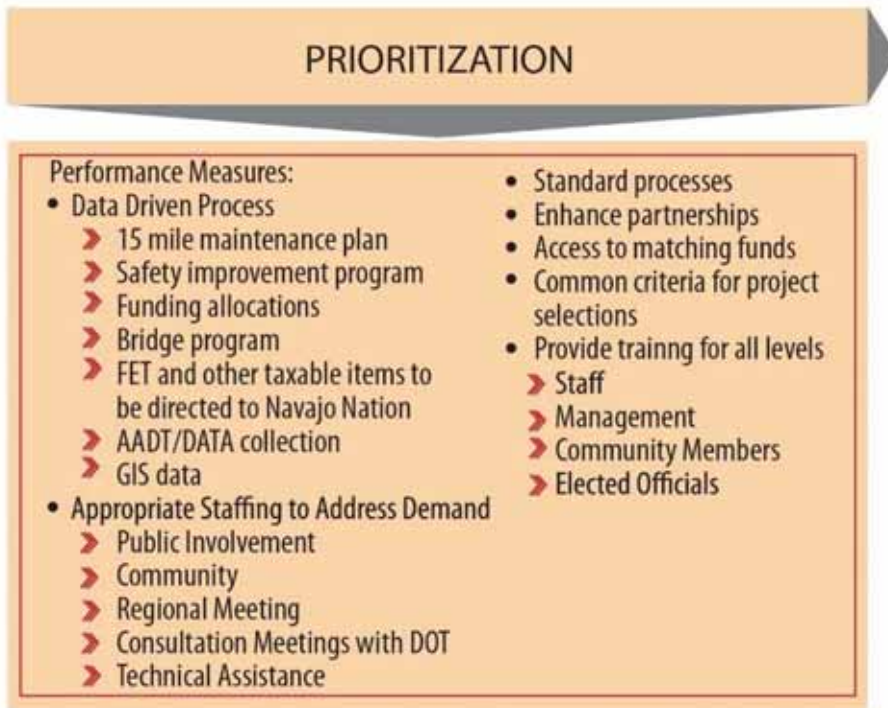 PRIORITIZATION
Performance Measures:
• Data Driven Process
15 mile maintenance plan
Safety improvement program
Funding allocations
Bridge program
FET and other taxable items to
be directed to Navajo Nation
AADT/DATA collection
GIS data
• Appropriate Staffing to Address Demand
Public Involvement
Community
Regional Meeting
Consultation Meetings with DOT
Technical Assistance
• Standard processes
• Enhance partnerships
• Access to matching funds
• Common criteria for project
selections
• Provide trainng for all levels
Staff
Management
Community Members
Elected Officials